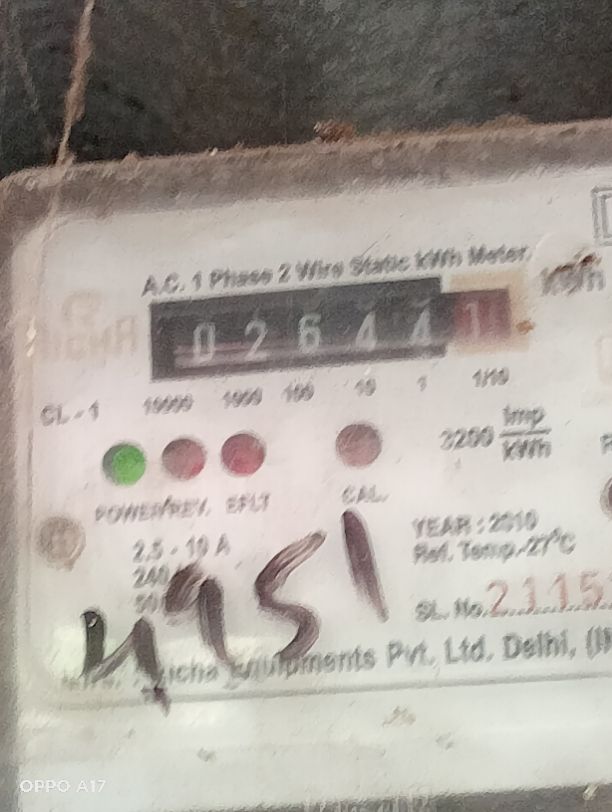 A.C. 1 Phase 2 Wire Static kWh Meter
kWh
0 2 6 4 4 1
10000 1000 100 10 1 1/10
CL.-1
3200 Imp/kWh
POWER/REV. EFLT CAL.
2.5 - 10 A
240
YEAR : 2010
Ref. Temp.-27°C
SL. No. 2115
Pvt. Ltd. Delhi,
OPPO A17